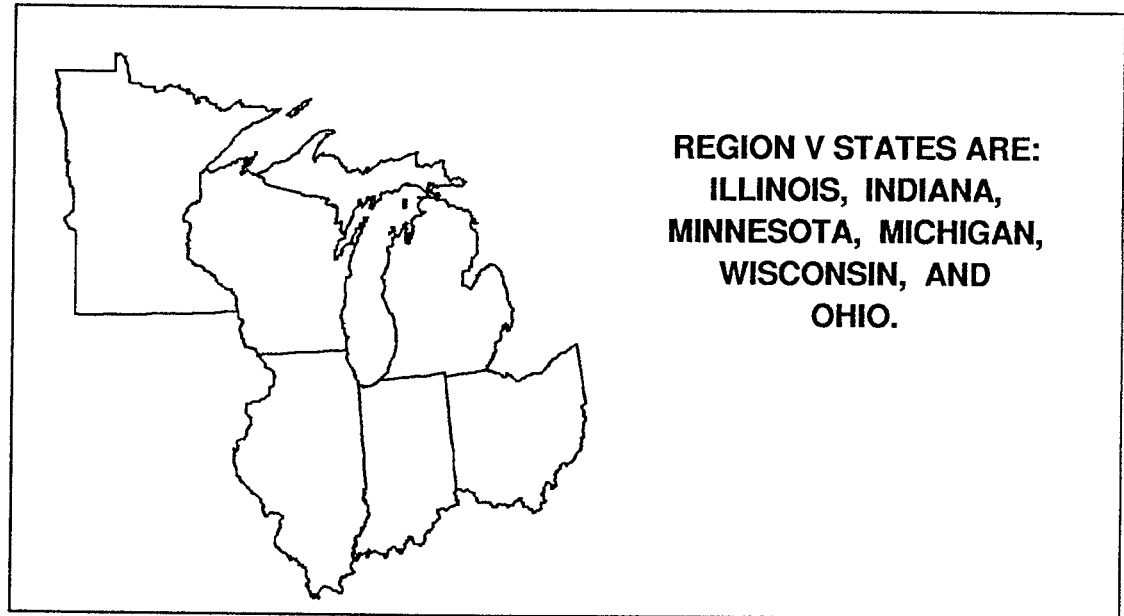 REGION V STATES ARE:
ILLINOIS, INDIANA,
MINNESOTA, MICHIGAN,
WISCONSIN, AND
OHIO.